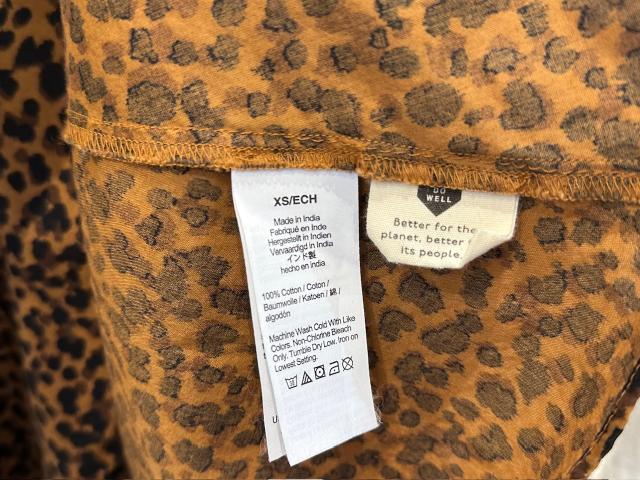 XS/ECH
Made in India
Fabriqué en Inde
Hergestellt in Indien
Vervaardigd in India
インド製
hecho en india
100% Cotton / Coton /
Baumwolle / Katoen / 綿 /
algodón
Machine Wash Cold With Like
Colors, Non-Chlorine Bleach
Only, Tumble Dry Low, Iron on
Lowest Setting.
DO
WELL
Better for the
planet, better
its people.